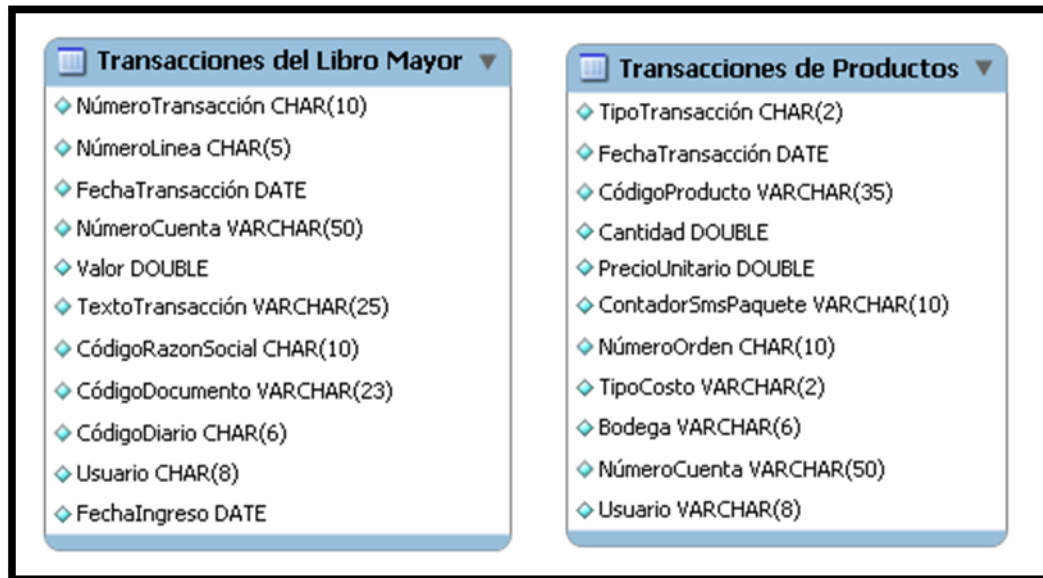 Transacciones del Libro Mayor
NúmeroTransacción CHAR(10)
NúmeroLinea CHAR(5)
FechaTransacción DATE
NúmeroCuenta VARCHAR(50)
Valor DOUBLE
TextoTransacción VARCHAR(25)
CódigoRazonSocial CHAR(10)
CódigoDocumento VARCHAR(23)
CódigoDiario CHAR(6)
Usuario CHAR(8)
FechaIngreso DATE
Transacciones de Productos
TipoTransacción CHAR(2)
FechaTransacción DATE
CódigoProducto VARCHAR(35)
Cantidad DOUBLE
PrecioUnitario DOUBLE
ContadorSmsPaquete VARCHAR(10)
NúmeroOrden CHAR(10)
TipoCosto VARCHAR(2)
Bodega VARCHAR(6)
NúmeroCuenta VARCHAR(50)
Usuario VARCHAR(8)